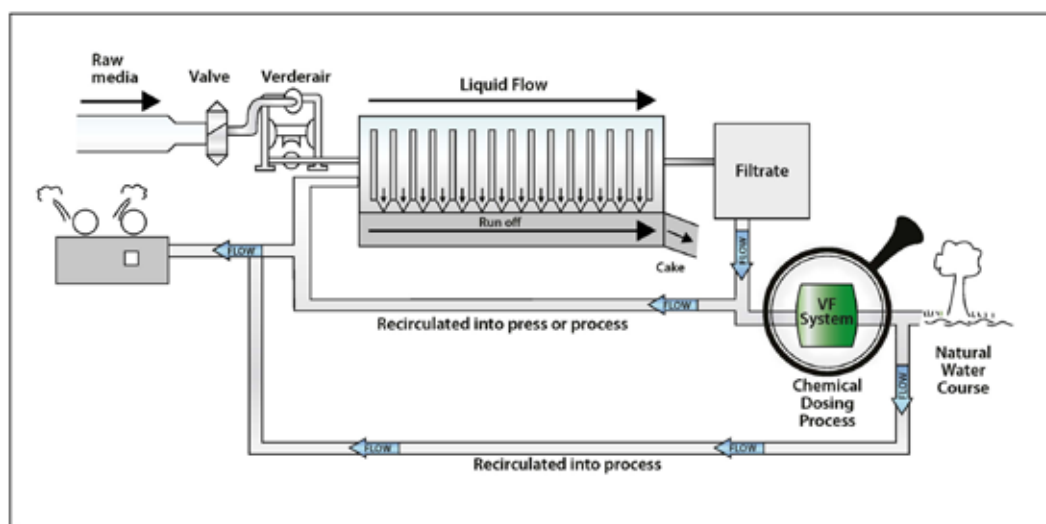 Raw
media
Valve
Verderair
Liquid Flow
Filtrate
Run off
Cake
FLOW
FLOW
FLOW
Recirculated into press or process
VF
System
Chemical
Dosing
Process
Natural
Water
Course
FLOW
FLOW
FLOW
Recirculated into process